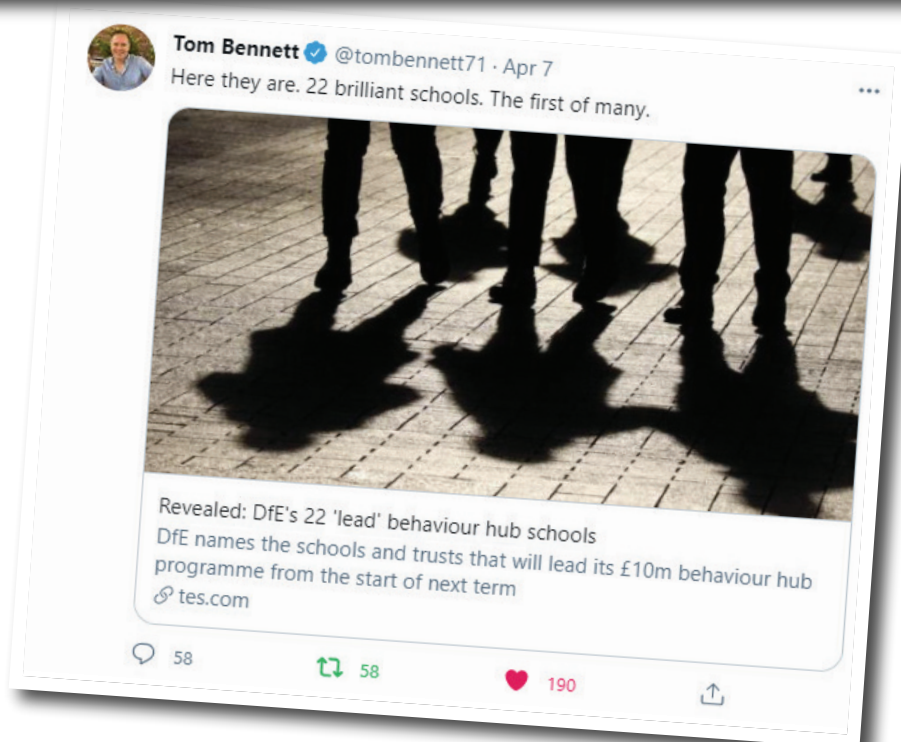 Tom Bennett @tombennett71 · Apr 7
Here they are. 22 brilliant schools. The first of many.
Revealed: DfE's 22 'lead' behaviour hub schools
DfE names the schools and trusts that will lead its £10m behaviour hub
programme from the start of next term
tes.com
58 58 190